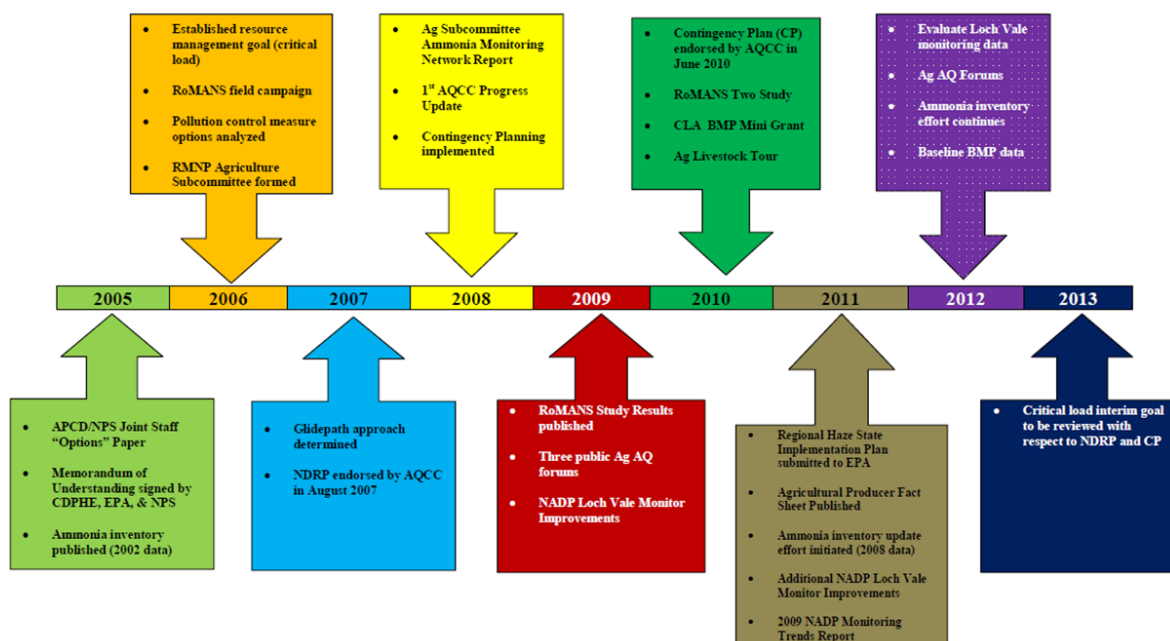 • Established resource
management goal (critical
load)
• RoMANS field campaign
• Pollution control measure
options analyzed
• RMNP Agriculture
Subcommittee formed
• Ag Subcommittee
Ammonia Monitoring
Network Report
• 1st AQCC Progress
Update
• Contingency Planning
implemented
• Contingency Plan (CP)
endorsed by AQCC in
June 2010
• RoMANS Two Study
• CLA BMP Mini Grant
• Ag Livestock Tour
• Evaluate Loch Vale
monitoring data
• Ag AQ Forums
• Ammonia inventory
effort continues
• Baseline BMP data
2005 2006 2007 2008 2009 2010 2011 2012 2013
• APCD/NPS Joint Staff
“Options” Paper
• Memorandum of
Understanding signed by
CDPHE, EPA, & NPS
• Ammonia inventory
published (2002 data)
• Glidepath approach
determined
• NDRP endorsed by AQCC
in August 2007
• RoMANS Study Results
published
• Three public Ag AQ
forums
• NADP Loch Vale Monitor
Improvements
• Regional Haze State
Implementation Plan
submitted to EPA
• Agricultural Producer Fact
Sheet Published
• Ammonia inventory update
effort initiated (2008 data)
• Additional NADP Loch Vale
Monitor Improvements
• 2009 NADP Monitoring
Trends Report
• Critical load interim goal
to be reviewed with
respect to NDRP and CP